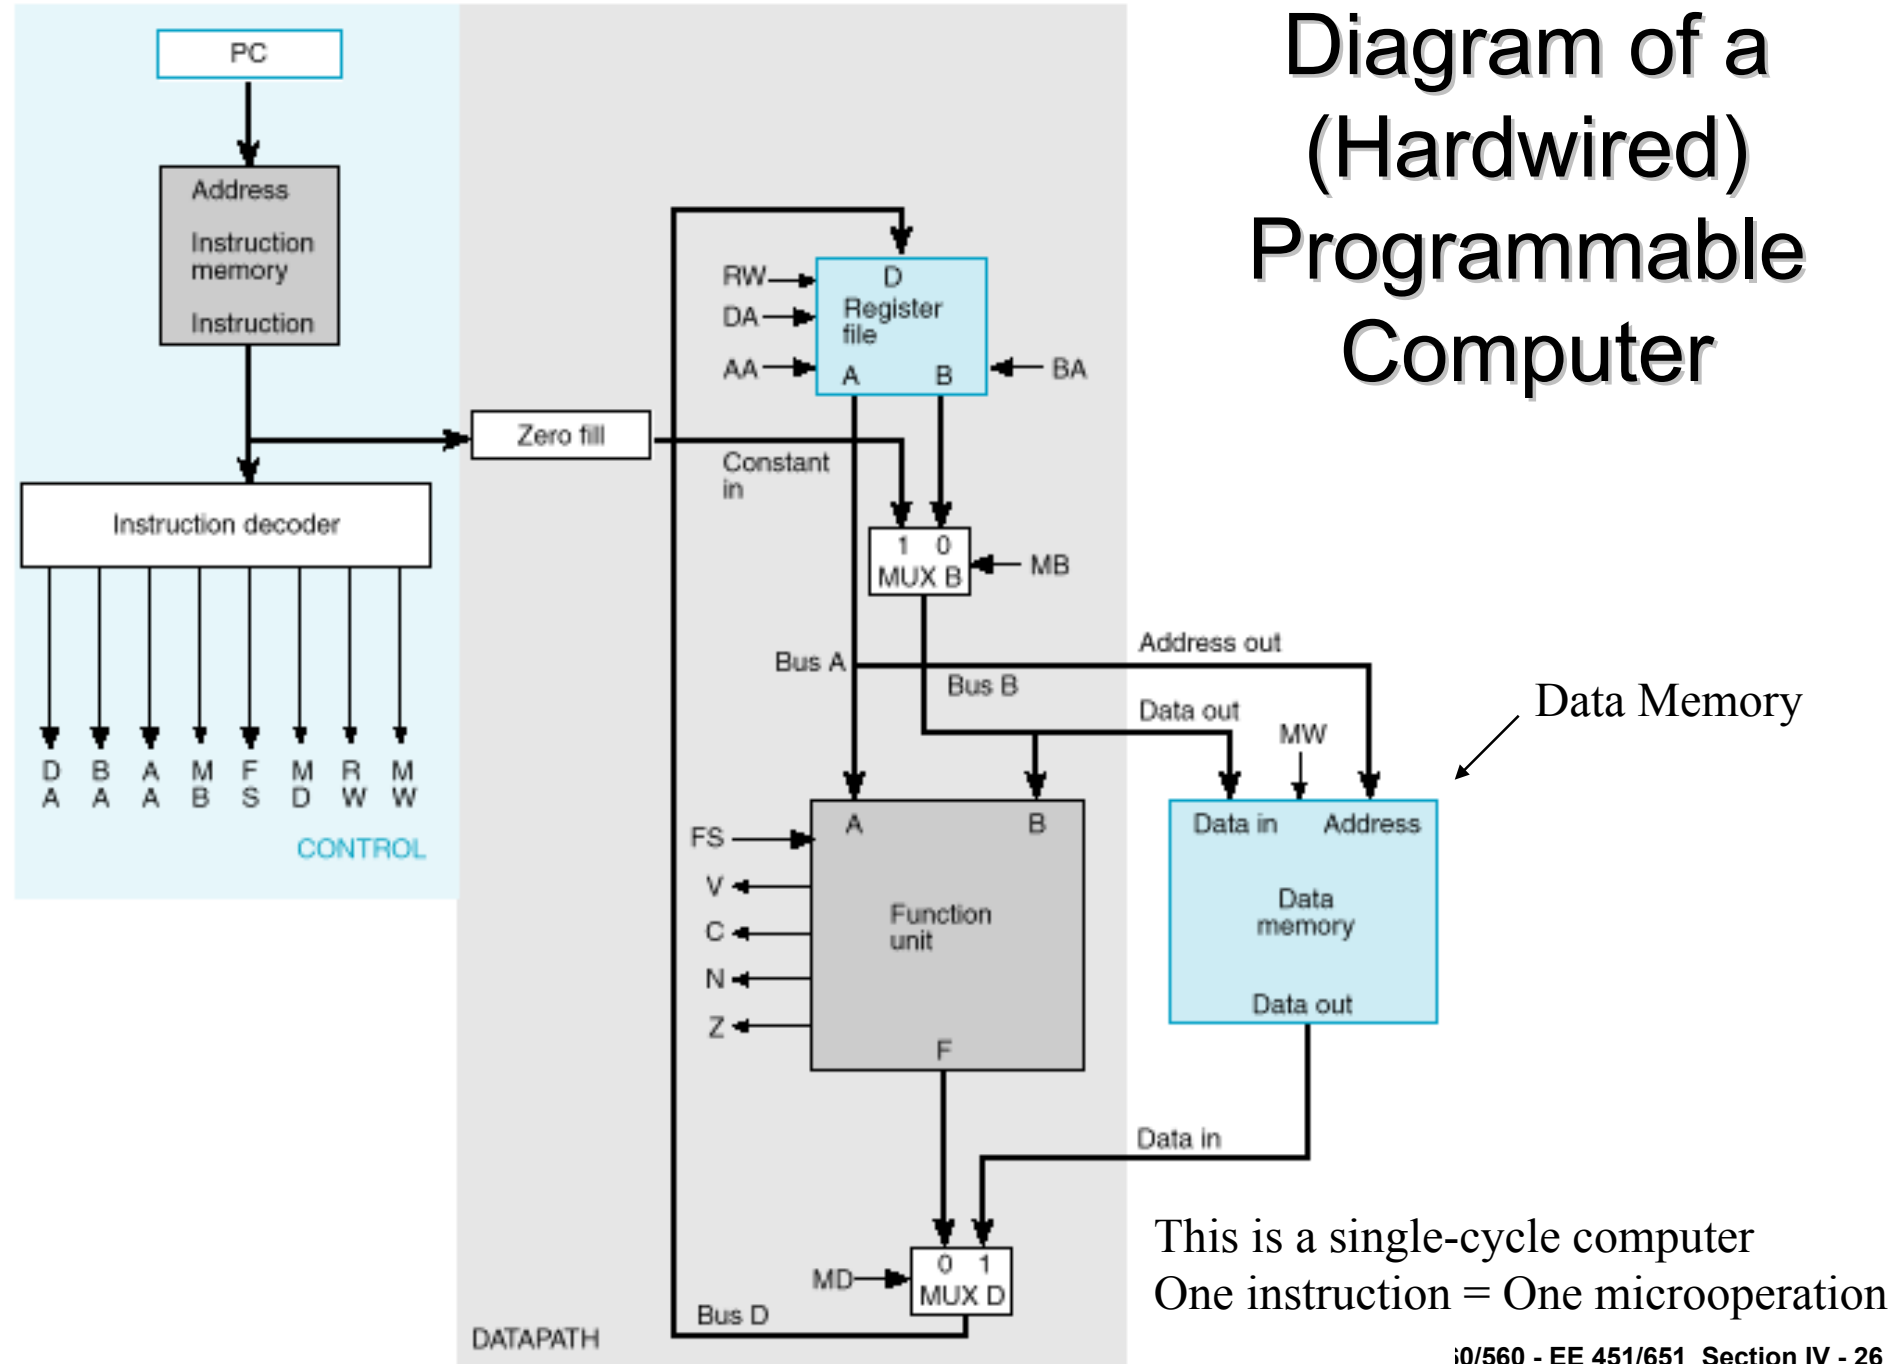 Diagram of a
(Hardwired)
Programmable
Computer
PC
Address
Instruction
memory
Instruction
Instruction decoder
D A
B A
A A
M B
F S
M D
R W
M W
CONTROL
Zero fill
Constant
in
RW
DA
AA
D
Register
file
A B
BA
1 0
MUX B
MB
Bus A
Bus B
Address out
Data out
MW
Data Memory
Data in Address
Data
memory
Data out
FS
V
C
N
Z
A B
Function
unit
F
Data in
MD
0 1
MUX D
Bus D
DATAPATH
This is a single-cycle computer
One instruction = One microoperation
60/560 - EE 451/651 Section IV - 26